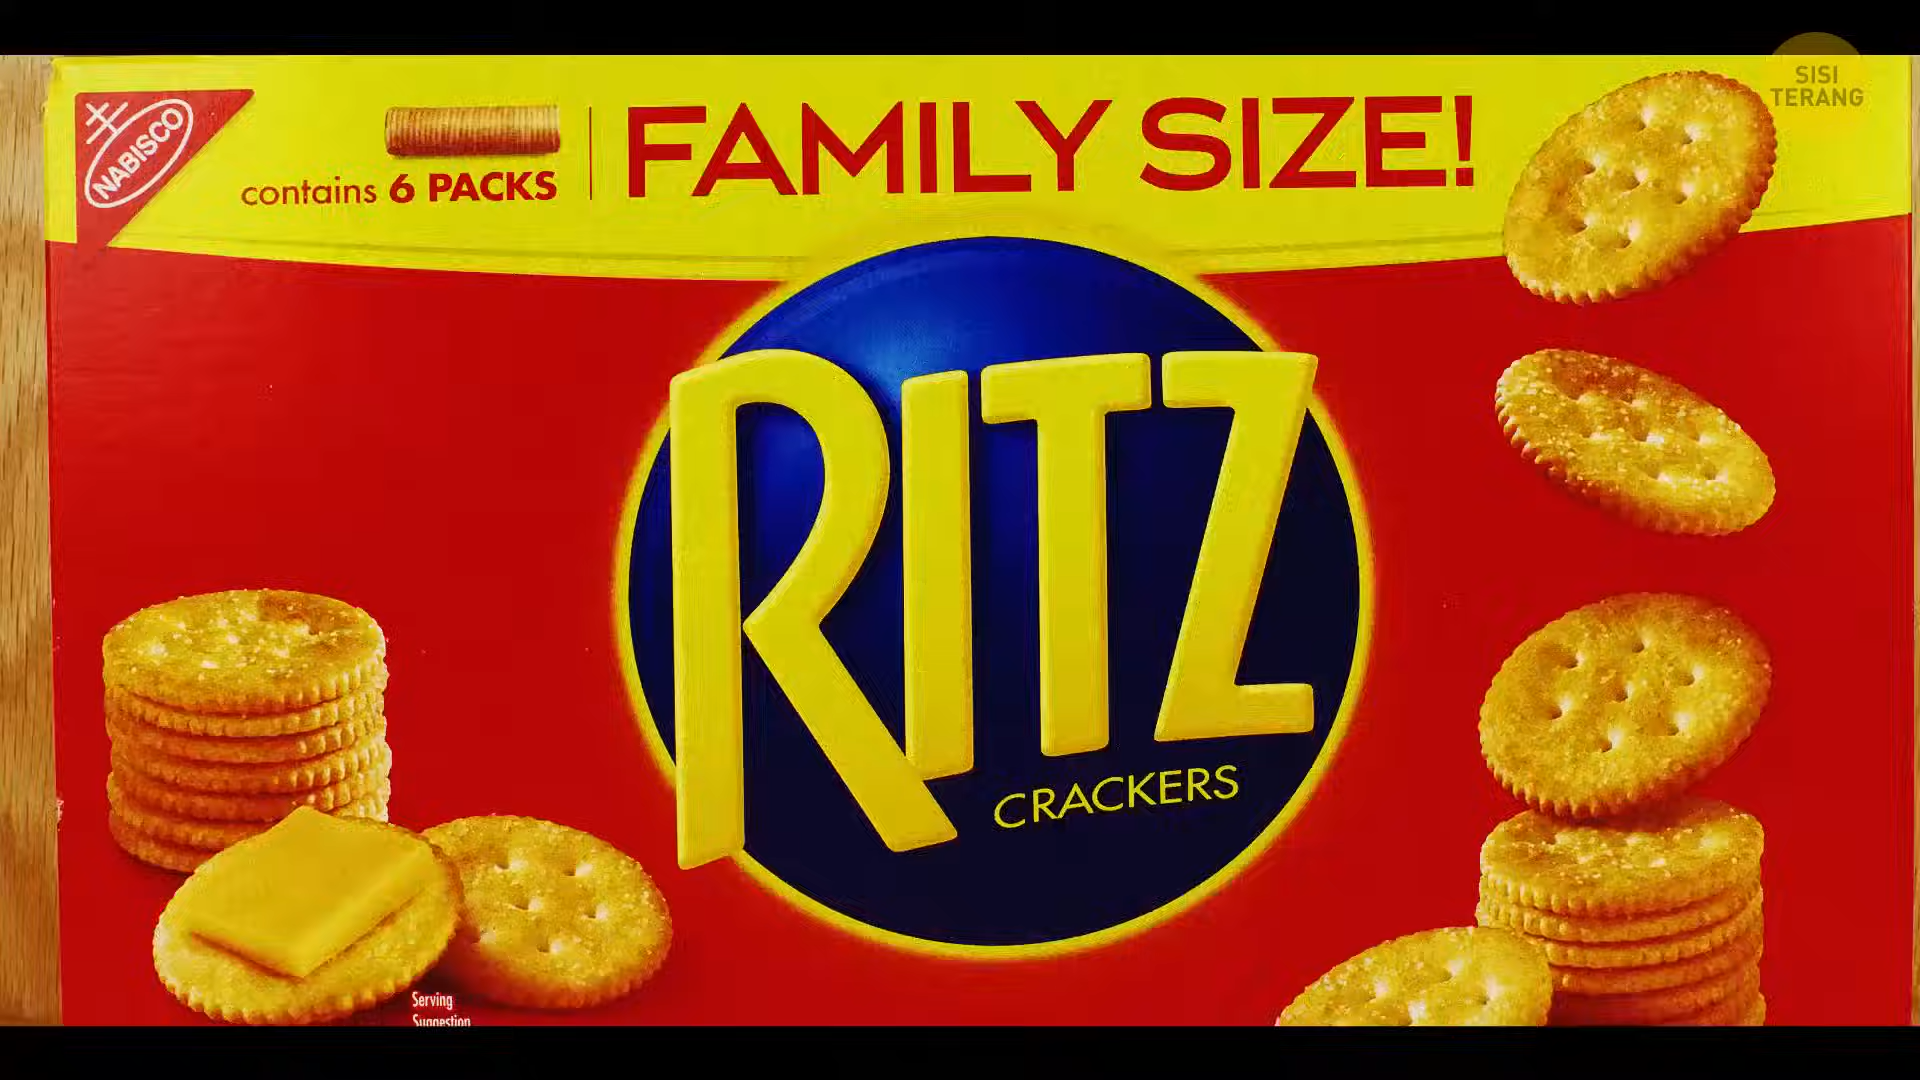 SISI
TERANG
NABISCO
contains 6 PACKS
FAMILY SIZE!
RITZ
CRACKERS
Serving
Suggestion